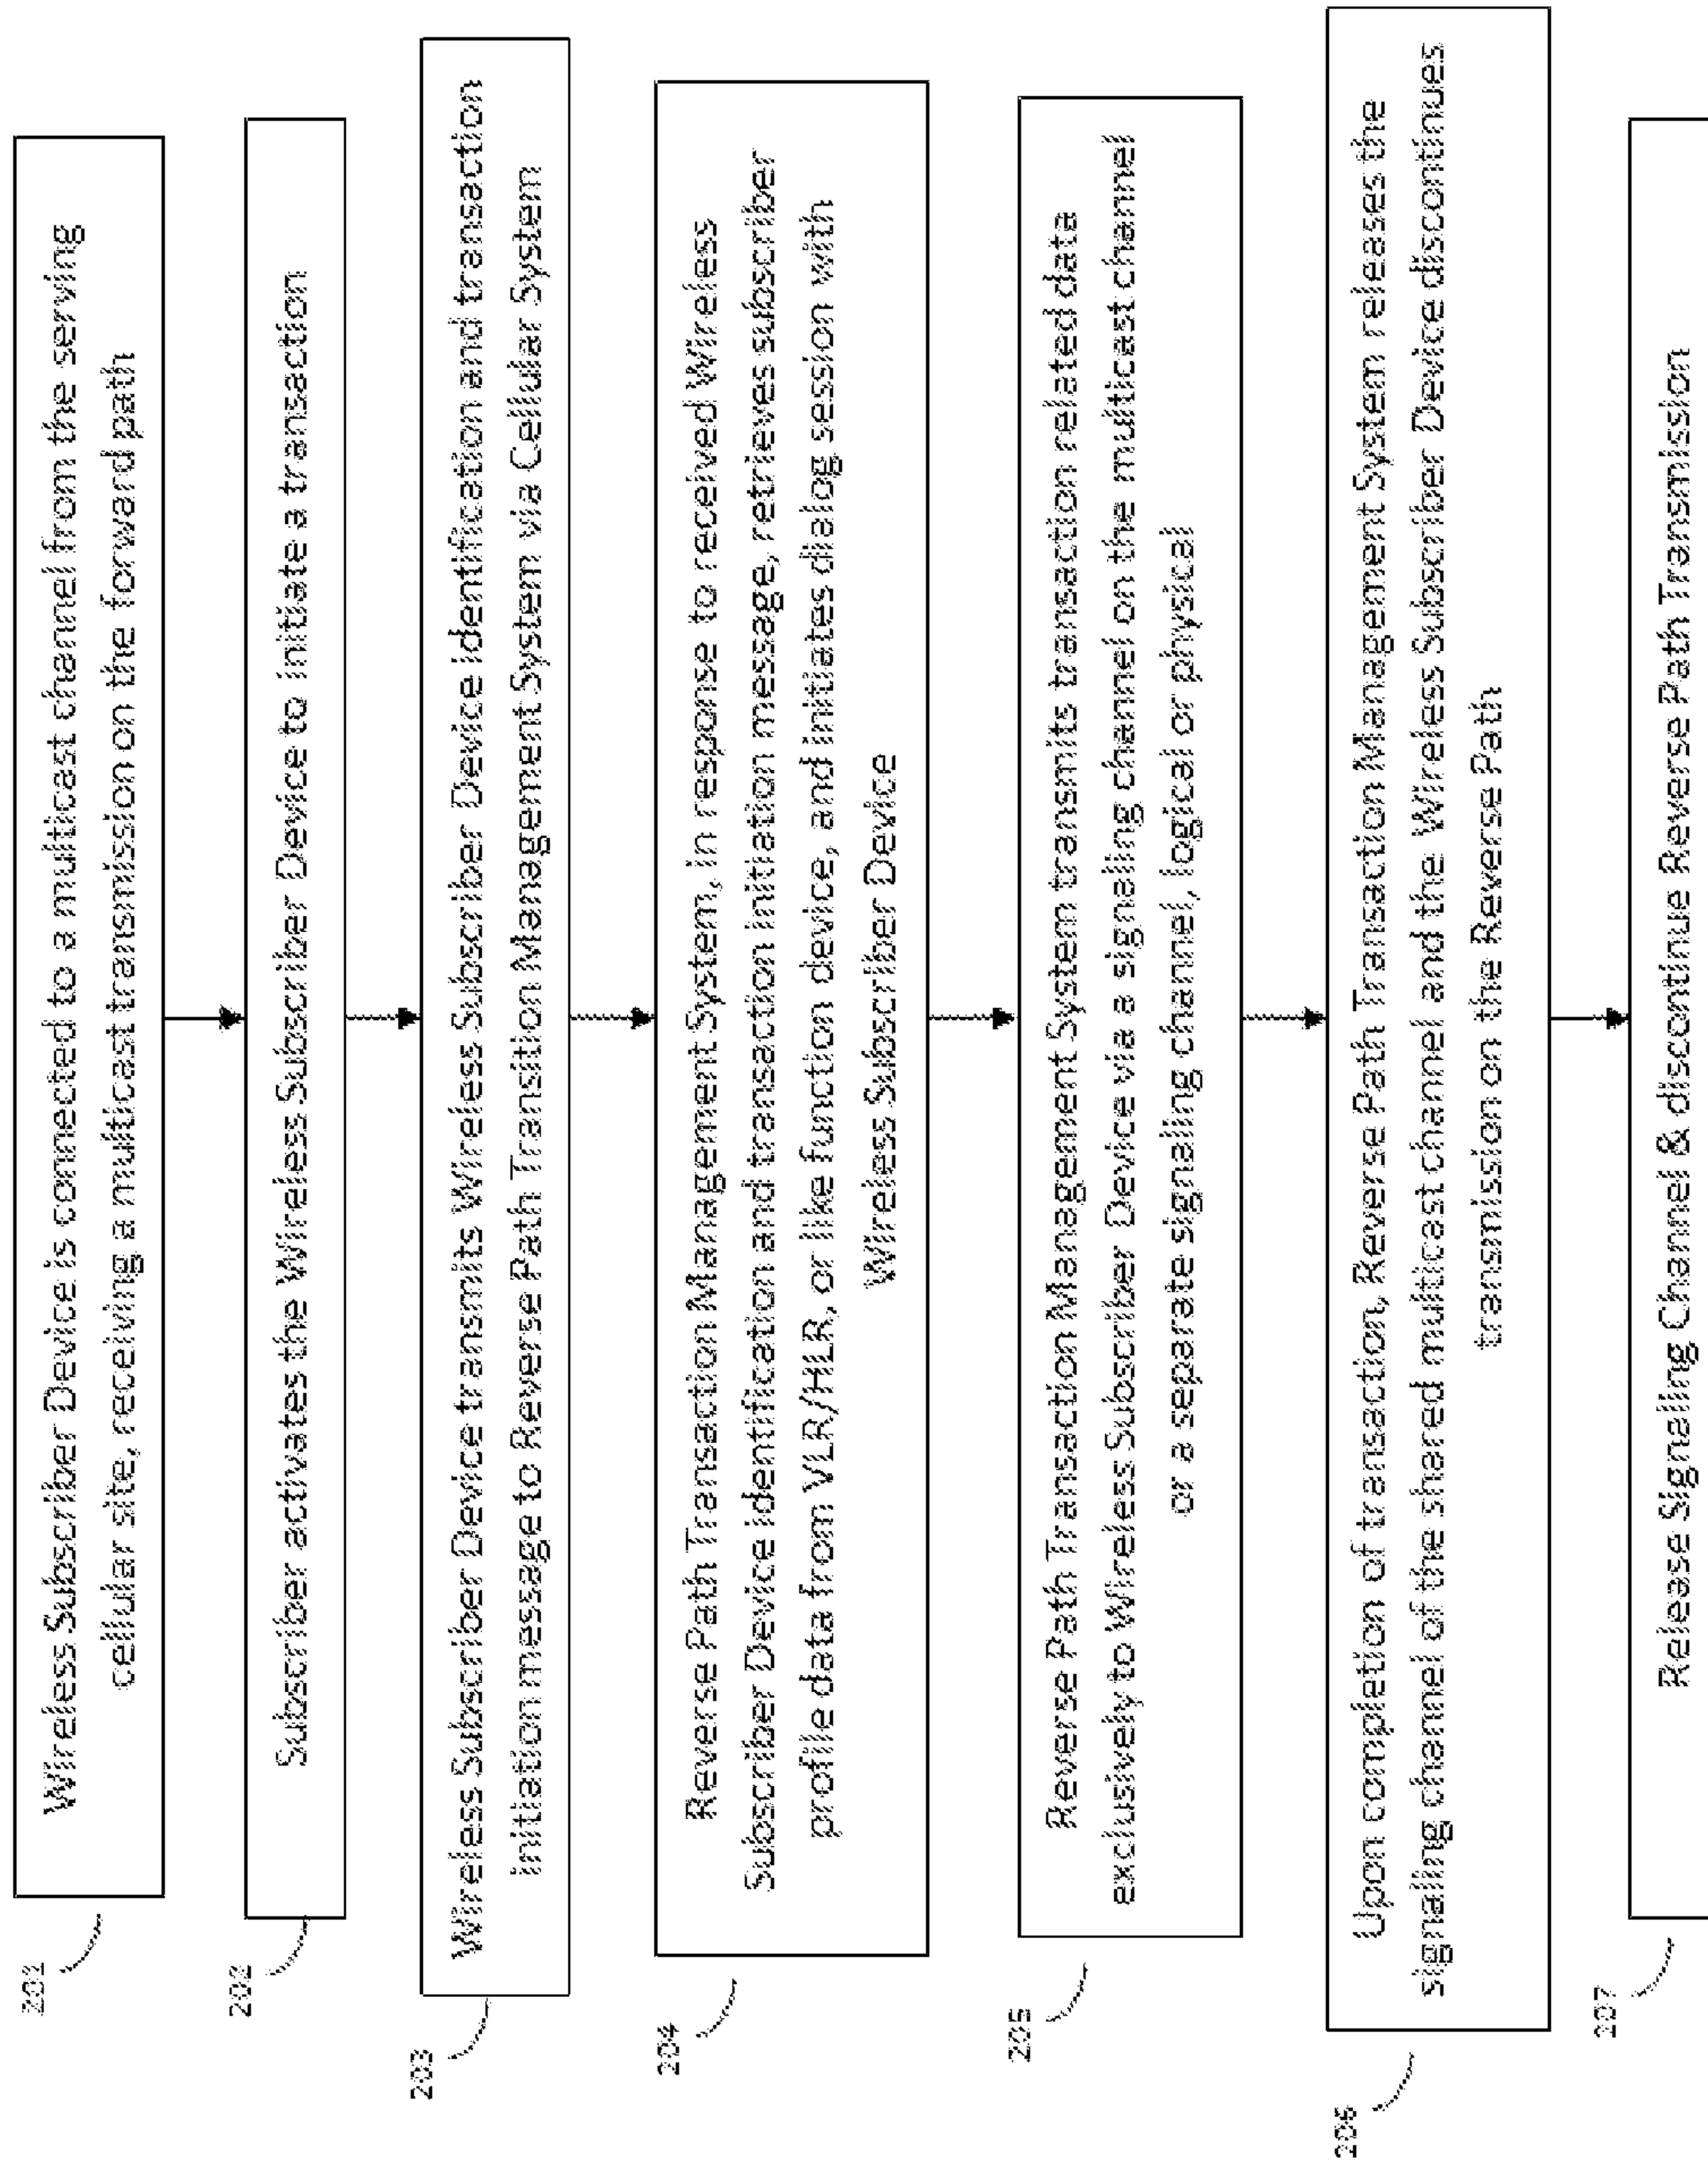 201
Wireless Subscriber Device is connected to a multicast channel from the serving
cellular site, receiving a multicast transmission on the forward path
202
Subscriber activates the Wireless Subscriber Device to initiate a transaction
203
Wireless Subscriber Device transmits Wireless Subscriber Device identification and transaction
initiation message to Reverse Path Transition Management System via Cellular System
204
Reverse Path Transaction Management System, in response to received Wireless
Subscriber Device identification and transaction initiation message, retrieves subscriber
profile data from VLR/HLR, or like function device, and initiates dialog session with
Wireless Subscriber Device
205
Reverse Path Transaction Management System transmits transaction related data
exclusively to Wireless Subscriber Device via a signaling channel on the multicast channel
or a separate signaling channel, logical or physical
206
Upon completion of transaction, Reverse Path Transaction Management System releases the
signaling channel of the shared multicast channel and the Wireless Subscriber Device discontinues
transmission on the Reverse Path
207
Release Signaling Channel & discontinue Reverse Path Transmission